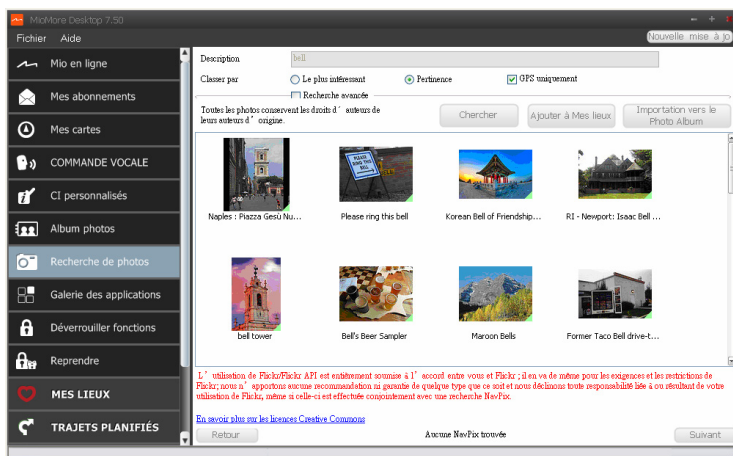 MioMore Desktop 7.50
Fichier Aide
Nouvelle mise à jo
Mio en ligne
Mes abonnements
Mes cartes
COMMANDE VOCALE
CI personnalisés
Album photos
Recherche de photos
Galerie des applications
Déverrouiller fonctions
Reprendre
MES LIEUX
TRAJETS PLANIFIÉS
Description bell
Classer par Le plus intéressant Pertinence GPS uniquement
Recherche avancée
Toutes les photos conservent les droits d'auteurs de
leurs auteurs d'origine.
Chercher
Ajouter à Mes lieux
Importation vers le
Photo Album
PLEASE
RING THIS
BELL
Naples : Piazza Gesù Nu...
Please ring this bell
Korean Bell of Friendship...
RI - Newport: Isaac Bell ...
bell tower
Bell's Beer Sampler
Maroon Bells
Former Taco Bell drive-t...
L'utilisation de Flickr/Flickr API est entièrement soumise à l'accord entre vous et Flickr ; il en va de même pour les exigences et les restrictions de
Flickr; nous n'apportons aucune recommandation ni garantie de quelque type que ce soit et nous déclinons toute responsabilité liée à ou résultant de votre
utilisation de Flickr, même si celle-ci est effectuée conjointement avec une recherche NavPix.
En savoir plus sur les licences Creative Commons
Retour
Aucune NavPix trouvée
Suivant